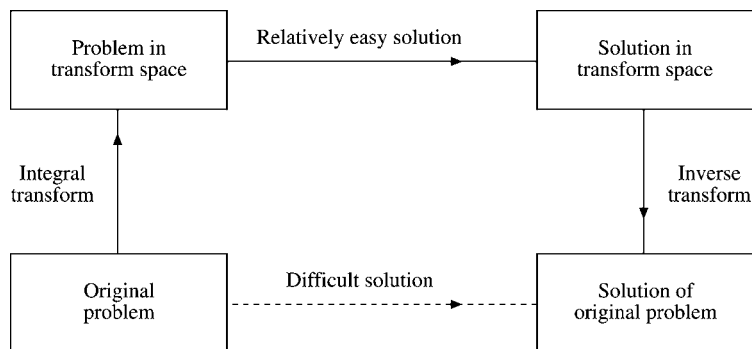 Problem in
transform space
Relatively easy solution
Solution in
transform space
Integral
transform
Inverse
transform
Original
problem
Difficult solution
Solution of
original problem